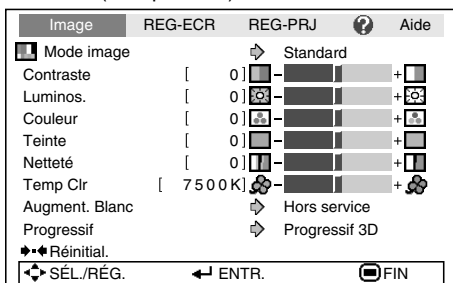 Image REG-ECR REG-PRJ ? Aide
Mode image Standard
Contraste [ 0] - +
Luminos. [ 0] - +
Couleur [ 0] - +
Teinte [ 0] - +
Netteté [ 0] - +
Temp Clr [ 7500K] - +
Augment. Blanc Hors service
Progressif Progressif 3D
Réinitial.
SÉL./RÉG. ENTR. FIN